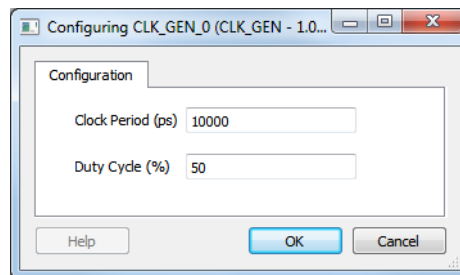 Configuring CLK_GEN_0 (CLK_GEN - 1.0...
Configuration
Clock Period (ps) 10000
Duty Cycle (%) 50
Help OK Cancel